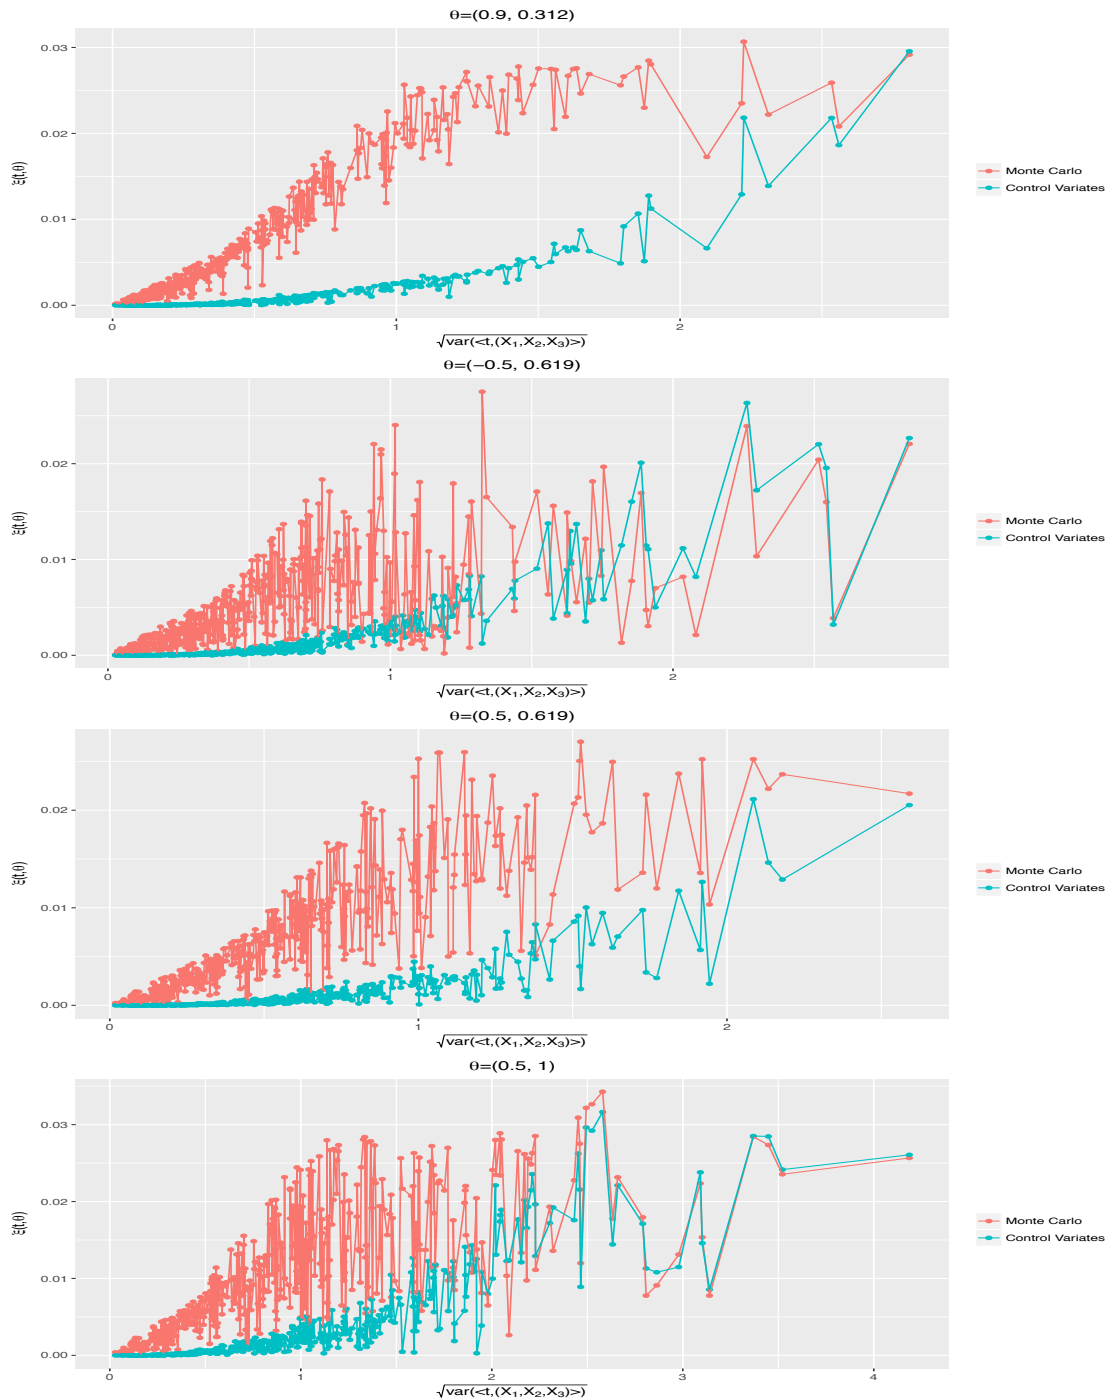 θ=(0.9, 0.312)
0.03
0.02
0.01
0.00
ξ(t,θ)
0 1 2
√var(<t,(X₁,X₂,X₃)>)
Monte Carlo
Control Variates
θ=(−0.5, 0.619)
0.02
0.01
0.00
ξ(t,θ)
0 1 2
√var(<t,(X₁,X₂,X₃)>)
Monte Carlo
Control Variates
θ=(0.5, 0.619)
0.02
0.01
0.00
ξ(t,θ)
0 1 2
√var(<t,(X₁,X₂,X₃)>)
Monte Carlo
Control Variates
θ=(0.5, 1)
0.03
0.02
0.01
0.00
ξ(t,θ)
0 1 2 3 4
√var(<t,(X₁,X₂,X₃)>)
Monte Carlo
Control Variates